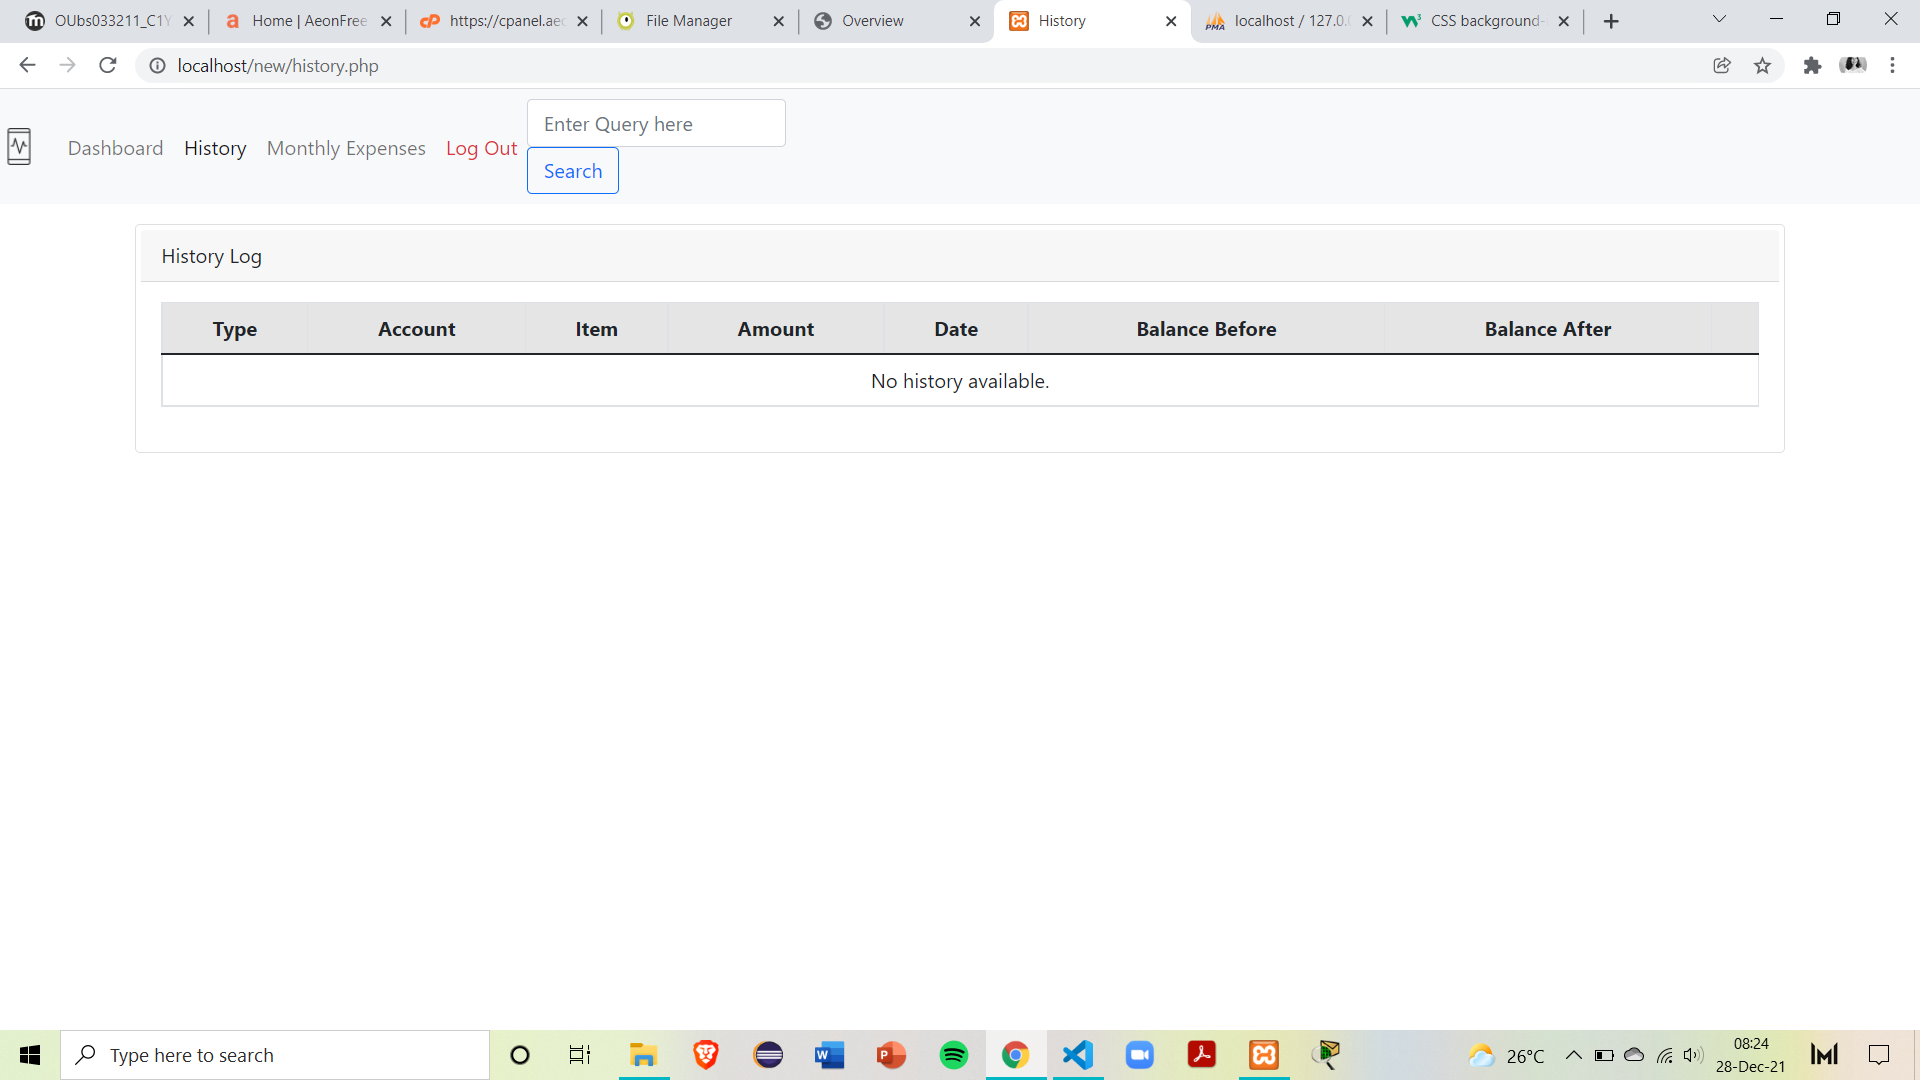 OUbs033211_C1Y
Home | AeonFree
https://cpanel.aeo
File Manager
Overview
History
localhost / 127.0.0
CSS background-
localhost/new/history.php
Dashboard History Monthly Expenses Log Out
Enter Query here
Search
History Log
Type Account Item Amount Date Balance Before Balance After
No history available.
Type here to search
26°C
08:24
28-Dec-21